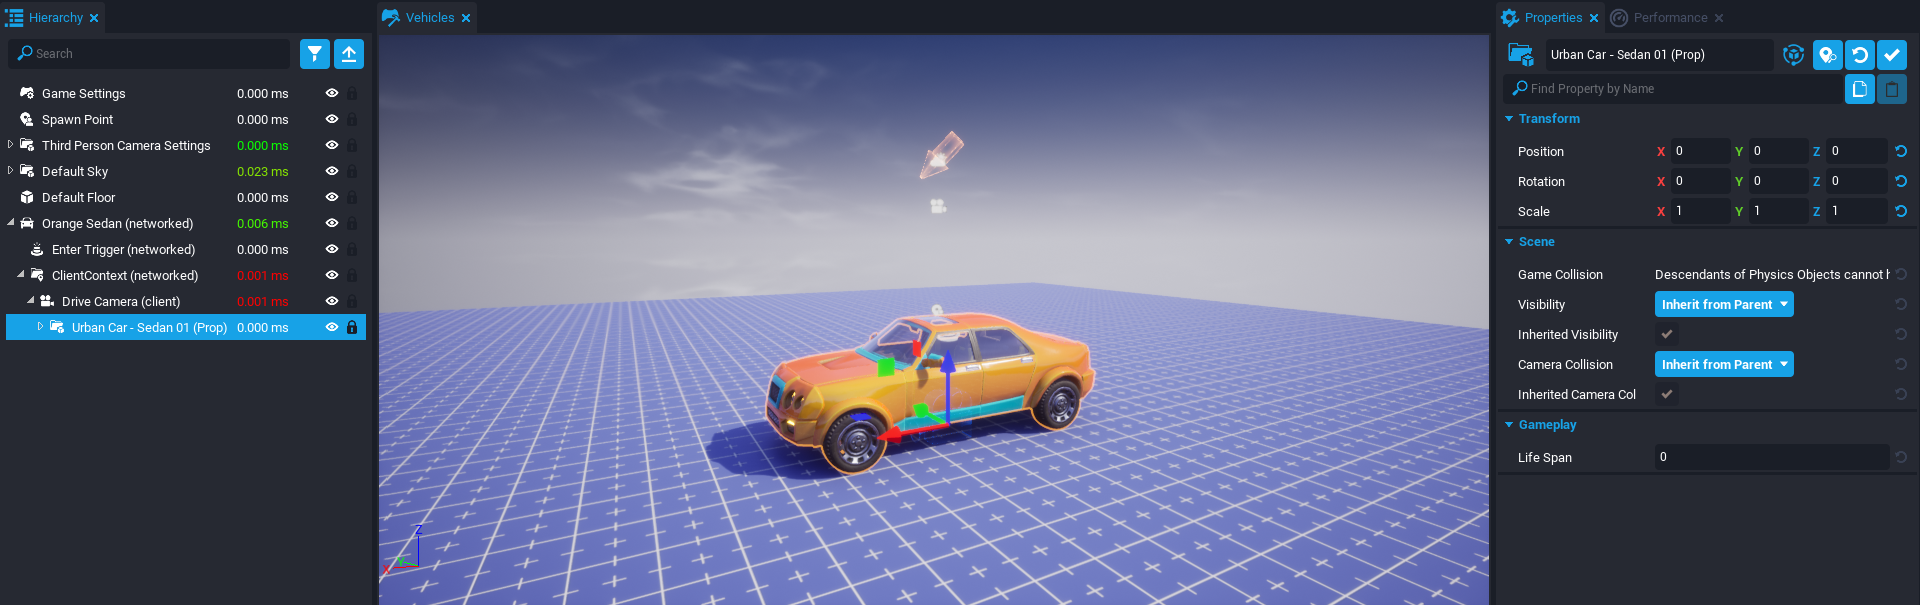 Hierarchy
Search
Game Settings 0.000 ms
Spawn Point 0.000 ms
Third Person Camera Settings 0.000 ms
Default Sky 0.023 ms
Default Floor 0.000 ms
Orange Sedan (networked) 0.006 ms
Enter Trigger (networked) 0.000 ms
ClientContext (networked) 0.001 ms
Drive Camera (client) 0.001 ms
Urban Car - Sedan 01 (Prop) 0.000 ms
Vehicles
Z
Y
X
Properties Performance
Urban Car - Sedan 01 (Prop)
Find Property by Name
Transform
Position X 0 Y 0 Z 0
Rotation X 0 Y 0 Z 0
Scale X 1 Y 1 Z 1
Scene
Game Collision Descendants of Physics Objects cannot
Visibility Inherit from Parent
Inherited Visibility
Camera Collision Inherit from Parent
Inherited Camera Col
Gameplay
Life Span 0